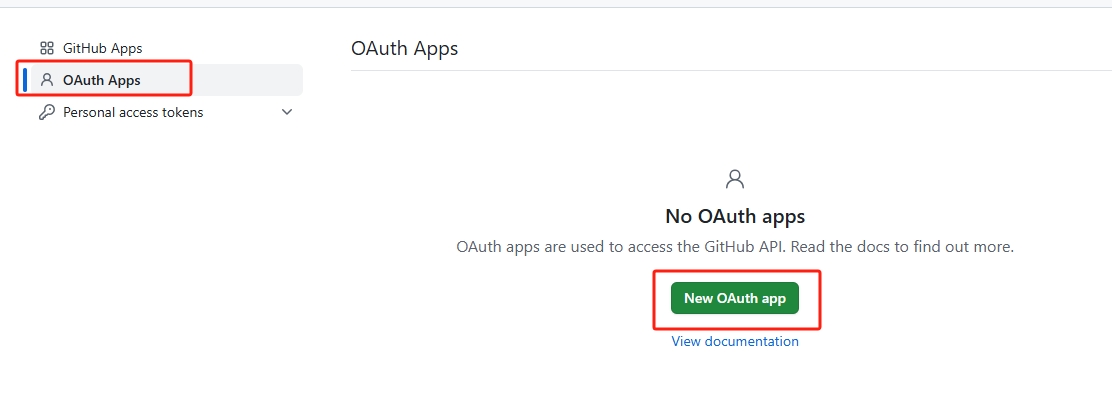 GitHub Apps
OAuth Apps
Personal access tokens
OAuth Apps
No OAuth apps
OAuth apps are used to access the GitHub API. Read the docs to find out more.
New OAuth app
View documentation